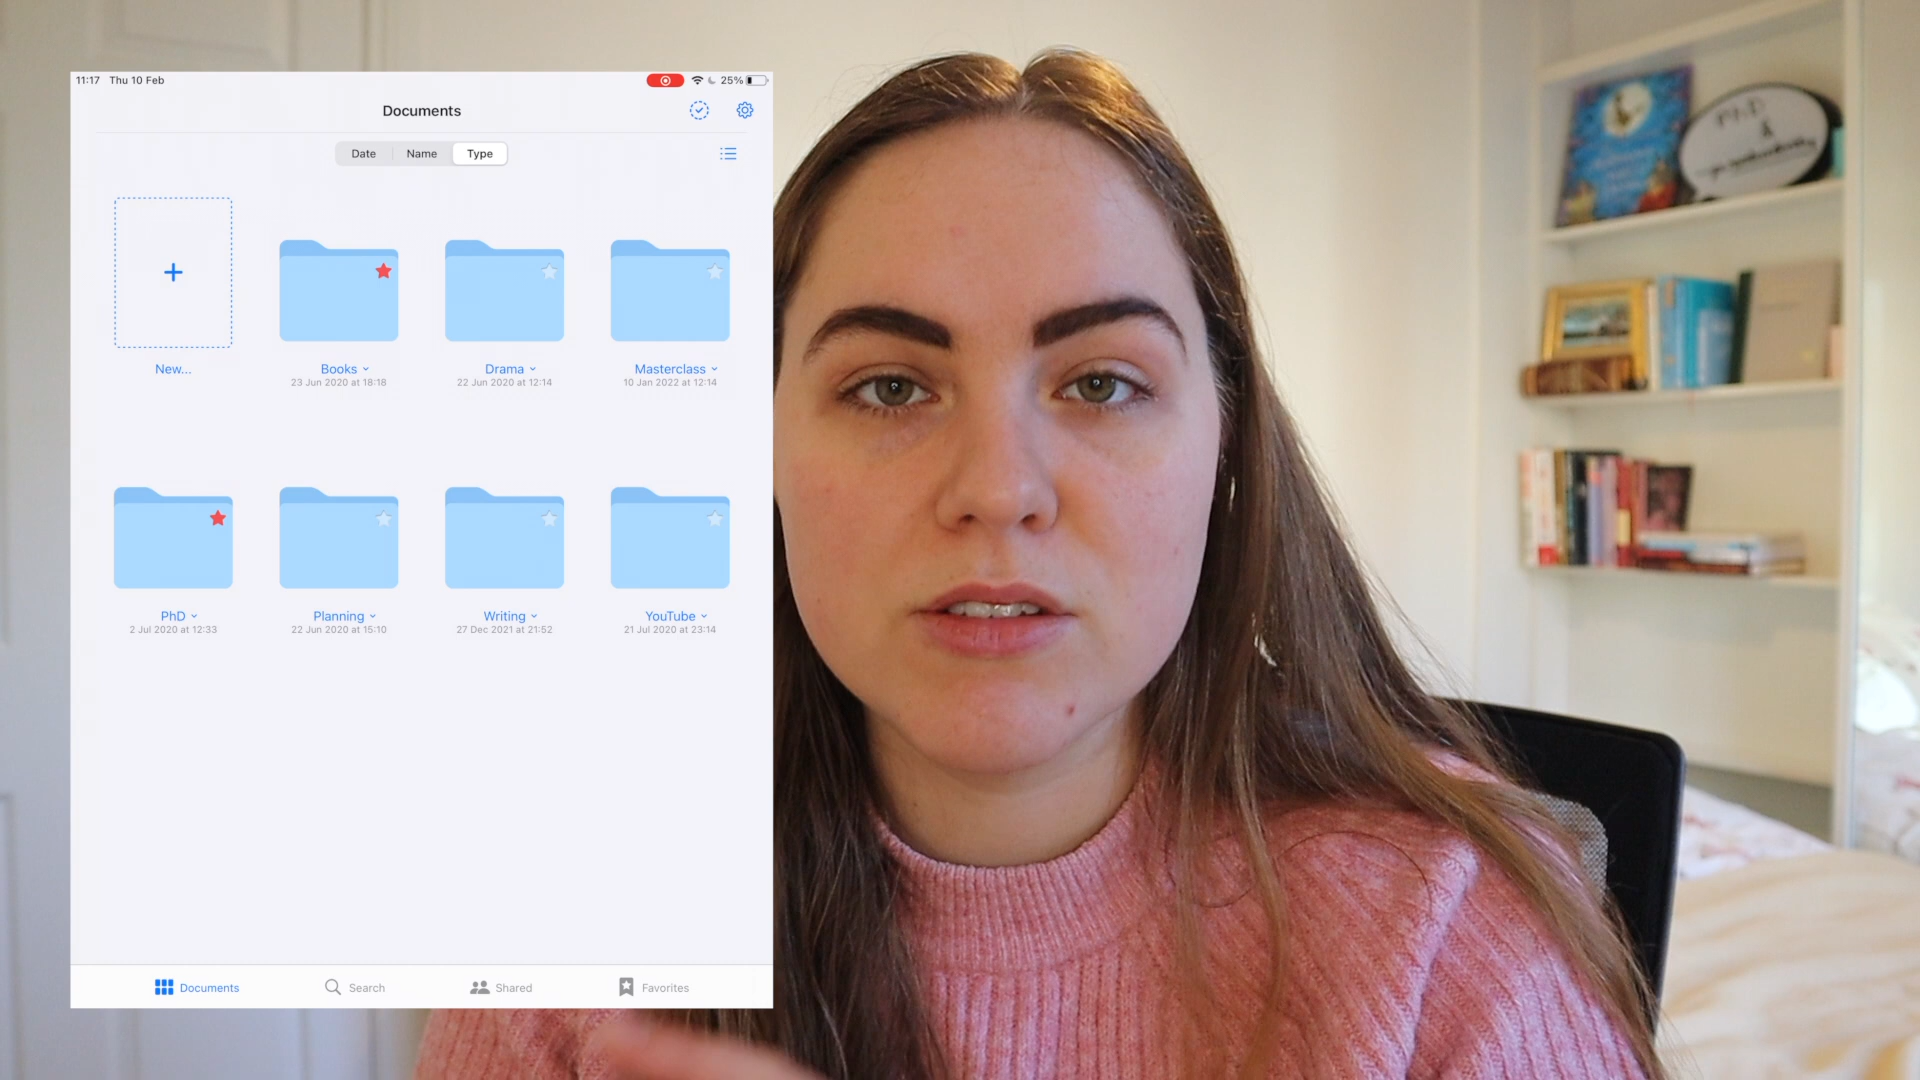 11:17 Thu 10 Feb 25%
Documents
Date Name Type
New...
Books
23 Jun 2020 at 18:18
Drama
22 Jun 2020 at 12:14
Masterclass
10 Jan 2022 at 12:14
PhD
2 Jul 2020 at 12:33
Planning
22 Jun 2020 at 15:10
Writing
27 Dec 2021 at 21:52
YouTube
21 Jul 2020 at 23:14
Documents Search Shared Favorites
PhD
&